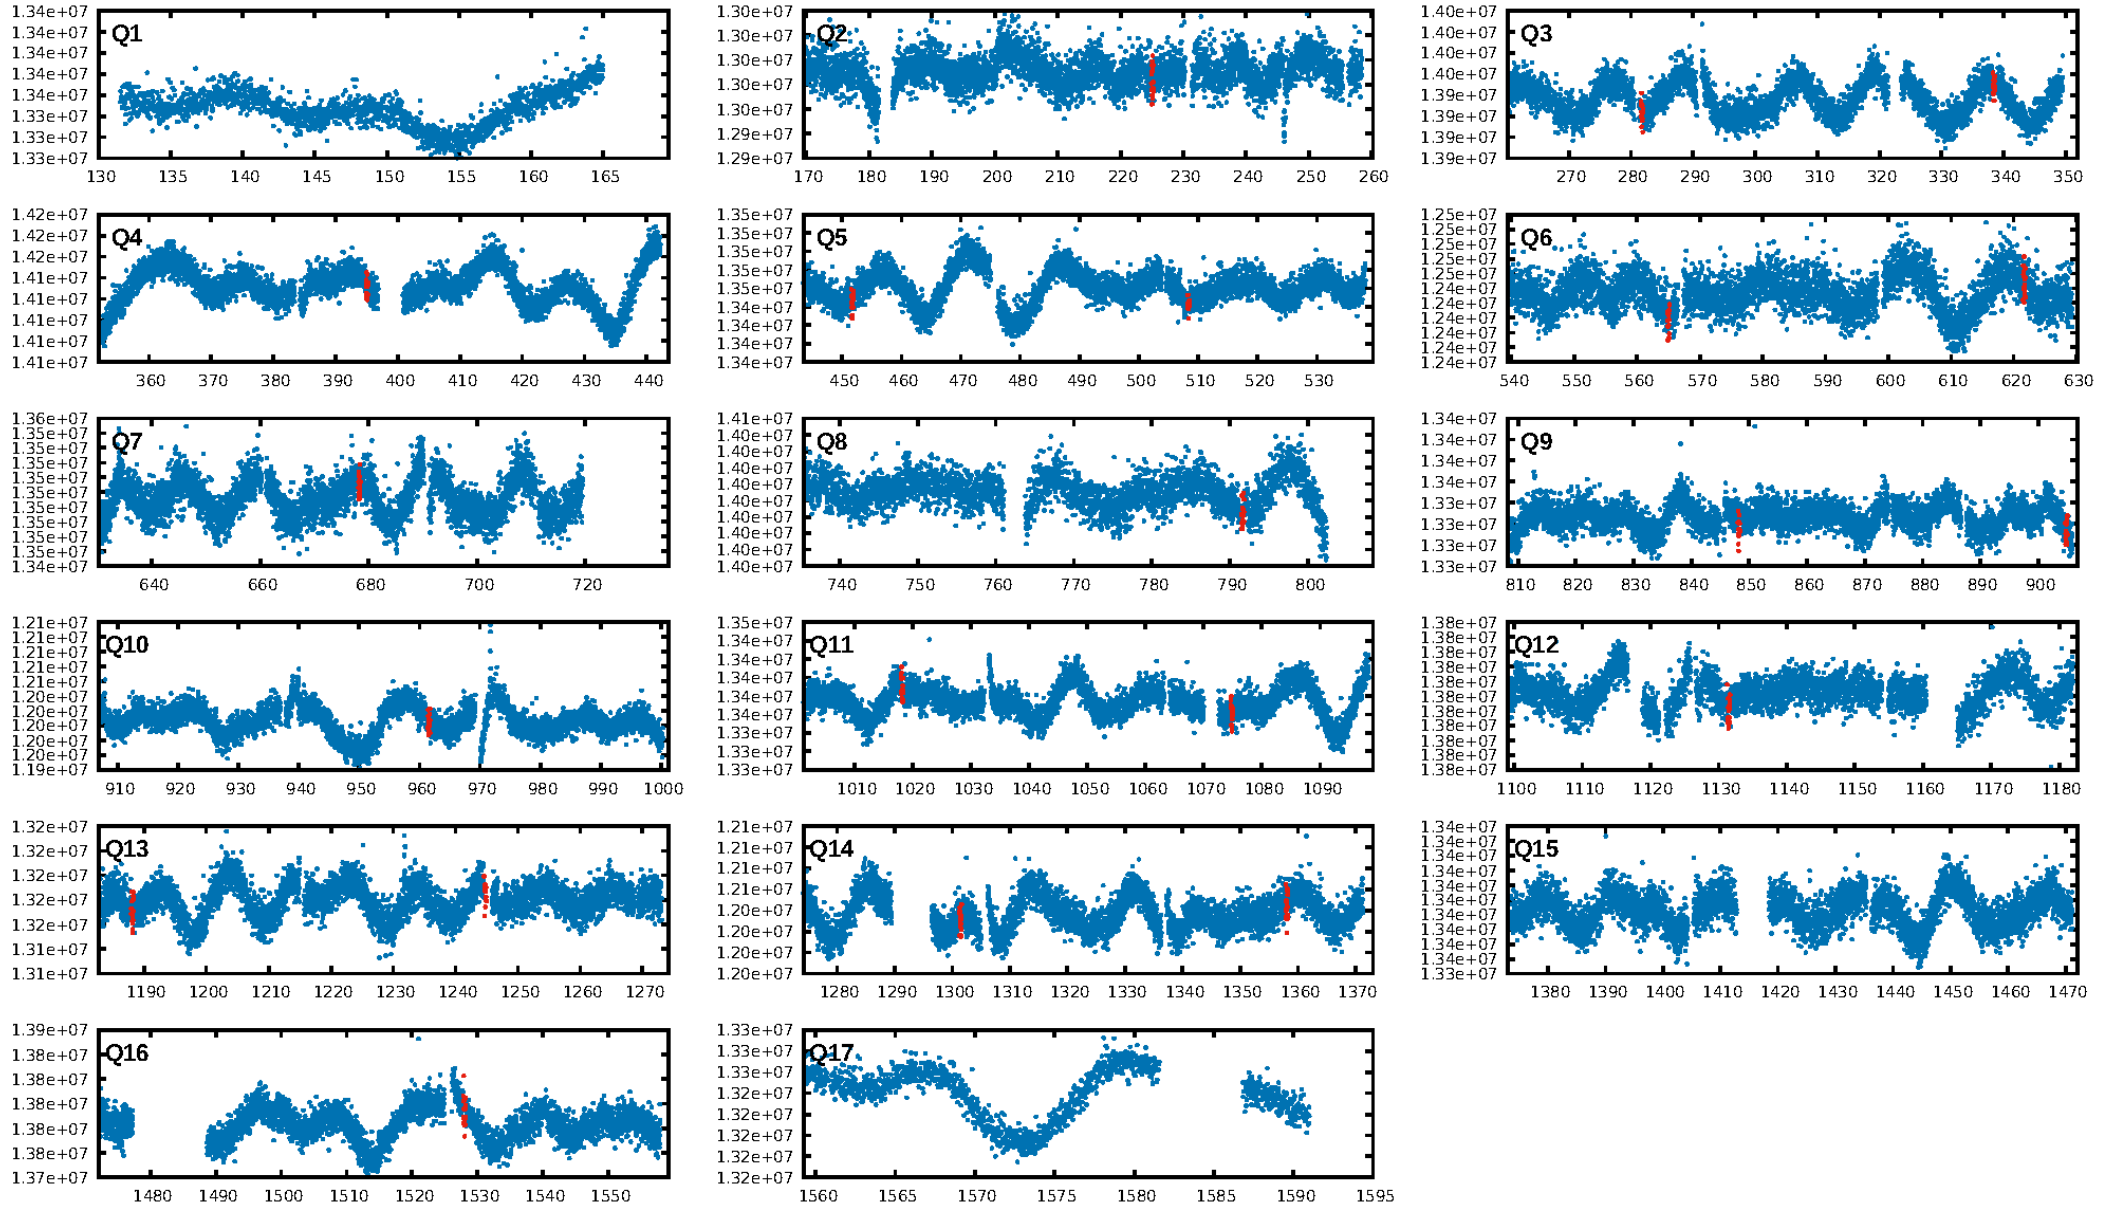 Q1
1.34e+07
1.34e+07
1.34e+07
1.34e+07
1.34e+07
1.33e+07
1.33e+07
1.33e+07
130 135 140 145 150 155 160 165
Q2
1.30e+07
1.30e+07
1.30e+07
1.30e+07
1.30e+07
1.29e+07
1.29e+07
170 180 190 200 210 220 230 240 250 260
Q3
1.40e+07
1.40e+07
1.40e+07
1.40e+07
1.39e+07
1.39e+07
1.39e+07
1.39e+07
270 280 290 300 310 320 330 340 350
Q4
1.42e+07
1.42e+07
1.42e+07
1.41e+07
1.41e+07
1.41e+07
1.41e+07
1.41e+07
360 370 380 390 400 410 420 430 440
Q5
1.35e+07
1.35e+07
1.35e+07
1.35e+07
1.35e+07
1.34e+07
1.34e+07
1.34e+07
1.34e+07
450 460 470 480 490 500 510 520 530
Q6
1.25e+07
1.25e+07
1.25e+07
1.25e+07
1.25e+07
1.24e+07
1.24e+07
1.24e+07
1.24e+07
1.24e+07
1.24e+07
540 550 560 570 580 590 600 610 620 630
Q7
1.36e+07
1.35e+07
1.35e+07
1.35e+07
1.35e+07
1.35e+07
1.35e+07
1.35e+07
1.35e+07
1.35e+07
1.34e+07
640 660 680 700 720
Q8
1.41e+07
1.40e+07
1.40e+07
1.40e+07
1.40e+07
1.40e+07
1.40e+07
1.40e+07
1.40e+07
1.40e+07
740 750 760 770 780 790 800
Q9
1.34e+07
1.34e+07
1.34e+07
1.34e+07
1.33e+07
1.33e+07
1.33e+07
1.33e+07
810 820 830 840 850 860 870 880 890 900
Q10
1.21e+07
1.21e+07
1.21e+07
1.21e+07
1.21e+07
1.20e+07
1.20e+07
1.20e+07
1.20e+07
1.20e+07
1.19e+07
910 920 930 940 950 960 970 980 990 1000
Q11
1.35e+07
1.34e+07
1.34e+07
1.34e+07
1.34e+07
1.34e+07
1.33e+07
1.33e+07
1.33e+07
1010 1020 1030 1040 1050 1060 1070 1080 1090
Q12
1.38e+07
1.38e+07
1.38e+07
1.38e+07
1.38e+07
1.38e+07
1.38e+07
1.38e+07
1.38e+07
1.38e+07
1.38e+07
1100 1110 1120 1130 1140 1150 1160 1170 1180
Q13
1.32e+07
1.32e+07
1.32e+07
1.32e+07
1.32e+07
1.31e+07
1.31e+07
1190 1200 1210 1220 1230 1240 1250 1260 1270
Q14
1.21e+07
1.21e+07
1.21e+07
1.21e+07
1.20e+07
1.20e+07
1.20e+07
1.20e+07
1280 1290 1300 1310 1320 1330 1340 1350 1360 1370
Q15
1.34e+07
1.34e+07
1.34e+07
1.34e+07
1.34e+07
1.34e+07
1.34e+07
1.34e+07
1.34e+07
1.34e+07
1.33e+07
1380 1390 1400 1410 1420 1430 1440 1450 1460 1470
Q16
1.39e+07
1.38e+07
1.38e+07
1.38e+07
1.38e+07
1.38e+07
1.37e+07
1480 1490 1500 1510 1520 1530 1540 1550
Q17
1.33e+07
1.33e+07
1.33e+07
1.32e+07
1.32e+07
1.32e+07
1.32e+07
1.32e+07
1560 1565 1570 1575 1580 1585 1590 1595